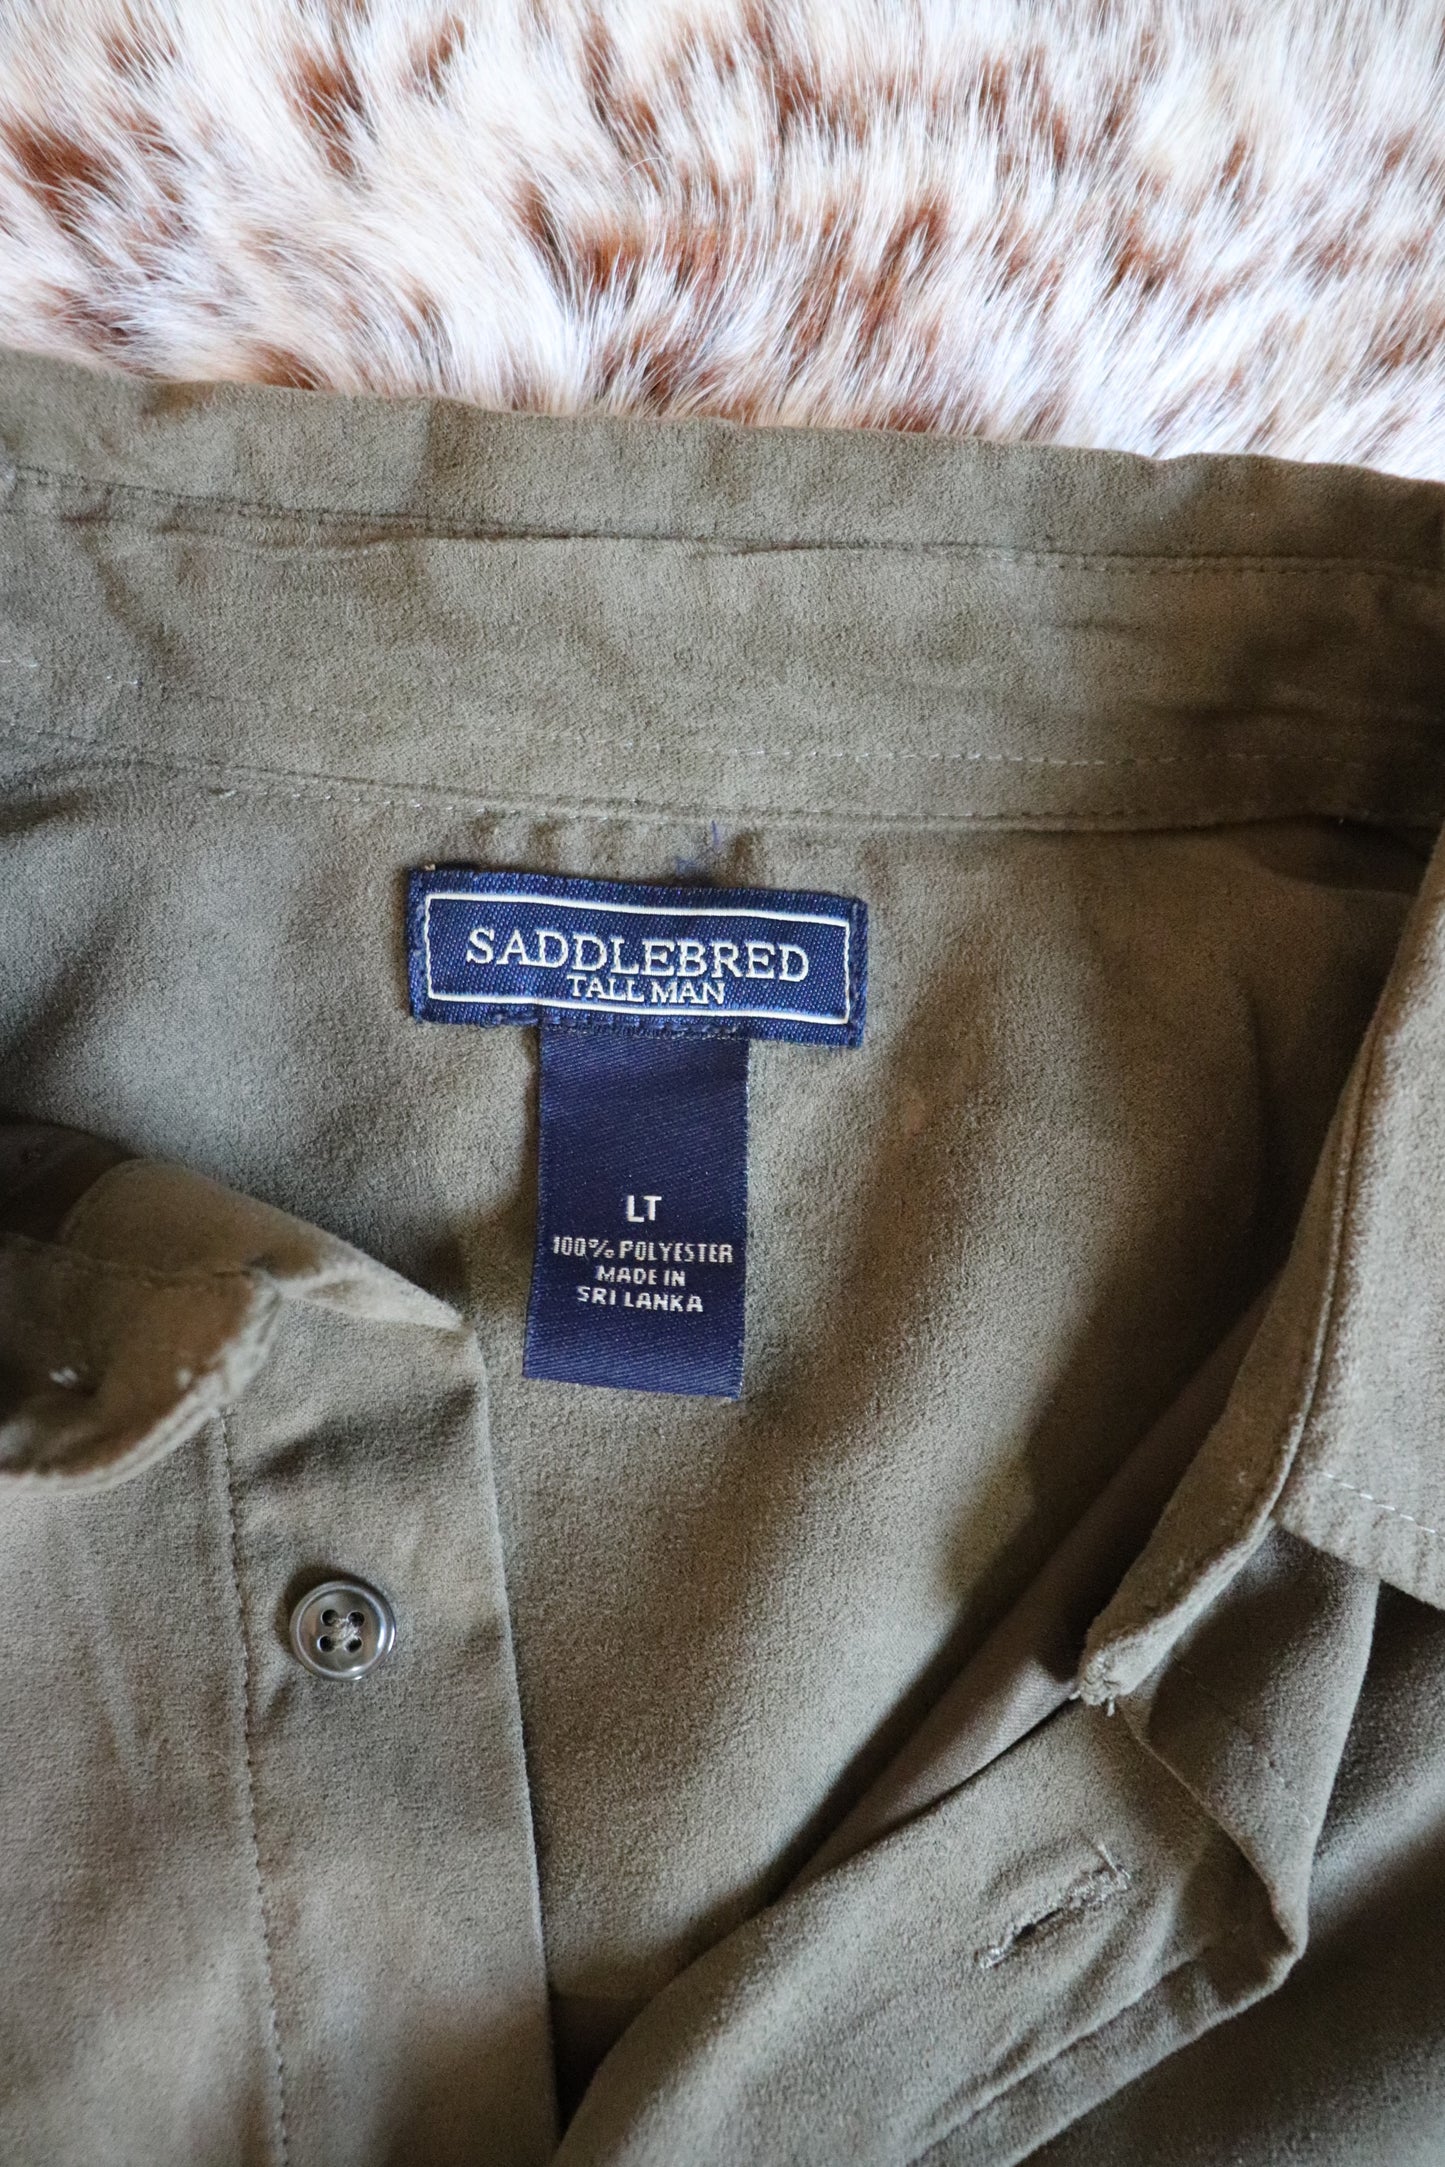 SADDLEBRED
TALL MAN
LT
100% POLYESTER
MADE IN
SRI LANKA